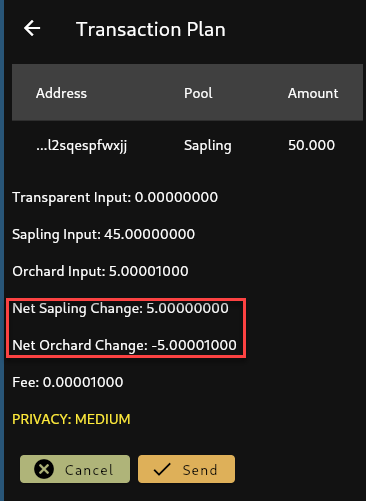 Transaction Plan
Address Pool Amount
...l2sqespfwxjj Sapling 50.000
Transparent Input: 0.00000000
Sapling Input: 45.00000000
Orchard Input: 5.00001000
Net Sapling Change: 5.00000000
Net Orchard Change: -5.00001000
Fee: 0.00001000
PRIVACY: MEDIUM
Cancel Send